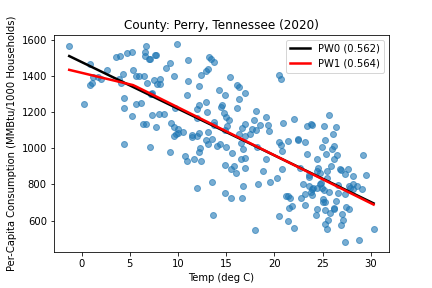 County: Perry, Tennessee (2020)
Per-Capita Consumption (MMBtu/1000 Households)
1600
1400
1200
1000
800
600
PW0 (0.562)
PW1 (0.564)
0 5 10 15 20 25 30
Temp (deg C)